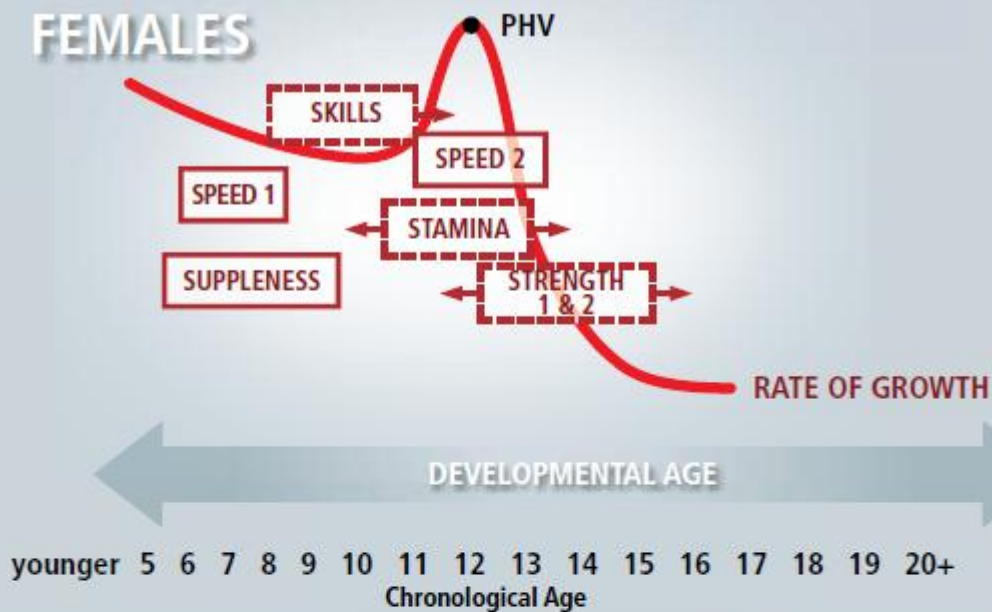 FEMALES
PHV
SKILLS
SPEED 2
SPEED 1
STAMINA
SUPPLENESS
STRENGTH
1 & 2
RATE OF GROWTH
DEVELOPMENTAL AGE
younger 5 6 7 8 9 10 11 12 13 14 15 16 17 18 19 20+
Chronological Age